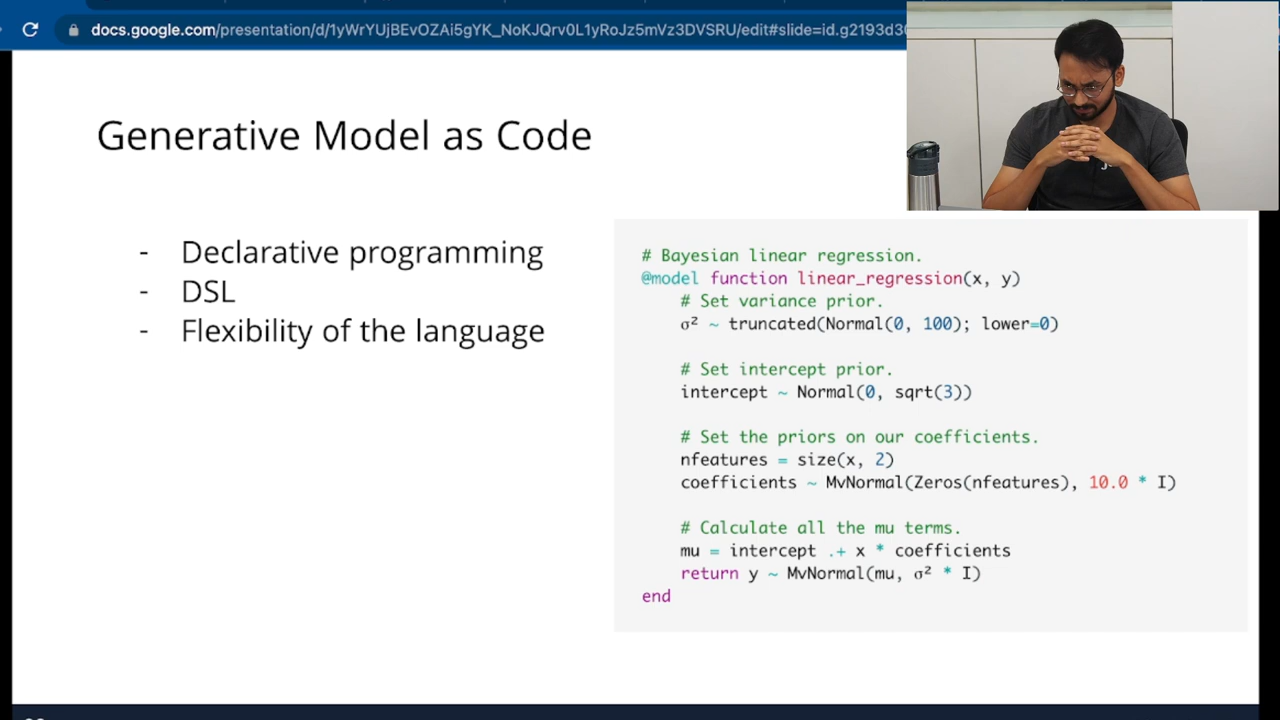 docs.google.com/presentation/d/1yWrYUjBEvOZAi5gYK_NoKJQrv0L1yRoJz5mVz3DVSRU/edit#slide=id.g2193d30
Generative Model as Code
- Declarative programming
- DSL
- Flexibility of the language
# Bayesian linear regression.
@model function linear_regression(x, y)
# Set variance prior.
σ² ~ truncated(Normal(0, 100); lower=0)
# Set intercept prior.
intercept ~ Normal(0, sqrt(3))
# Set the priors on our coefficients.
nfeatures = size(x, 2)
coefficients ~ MvNormal(Zeros(nfeatures), 10.0 * I)
# Calculate all the mu terms.
mu = intercept .+ x * coefficients
return y ~ MvNormal(mu, σ² * I)
end